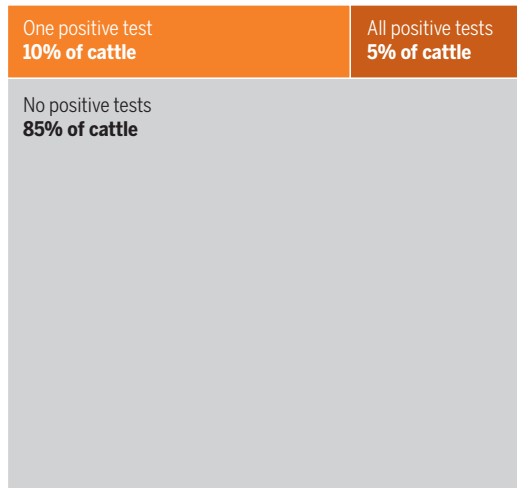 One positive test
10% of cattle
All positive tests
5% of cattle
No positive tests
85% of cattle